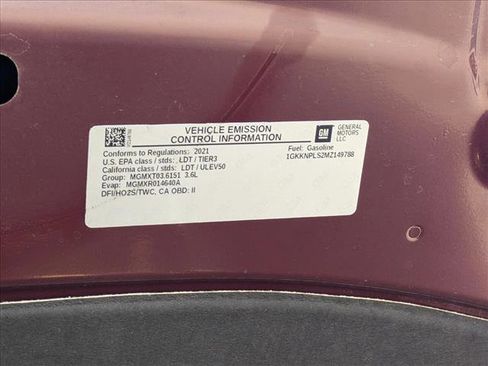 VEHICLE EMISSION
CONTROL INFORMATION
GM
GENERAL
MOTORS
LLC
Conforms to Regulations: 2021
U.S. EPA class / stds: LDT / TIER3
California class / stds: LDT / ULEV50
Group: MGMXT03.6151 3.6L
Evap: MGMXR014640A
DFI/HO2S/TWC, CA OBD: II
Fuel: Gasoline
1GKKNPLS2MZ149788